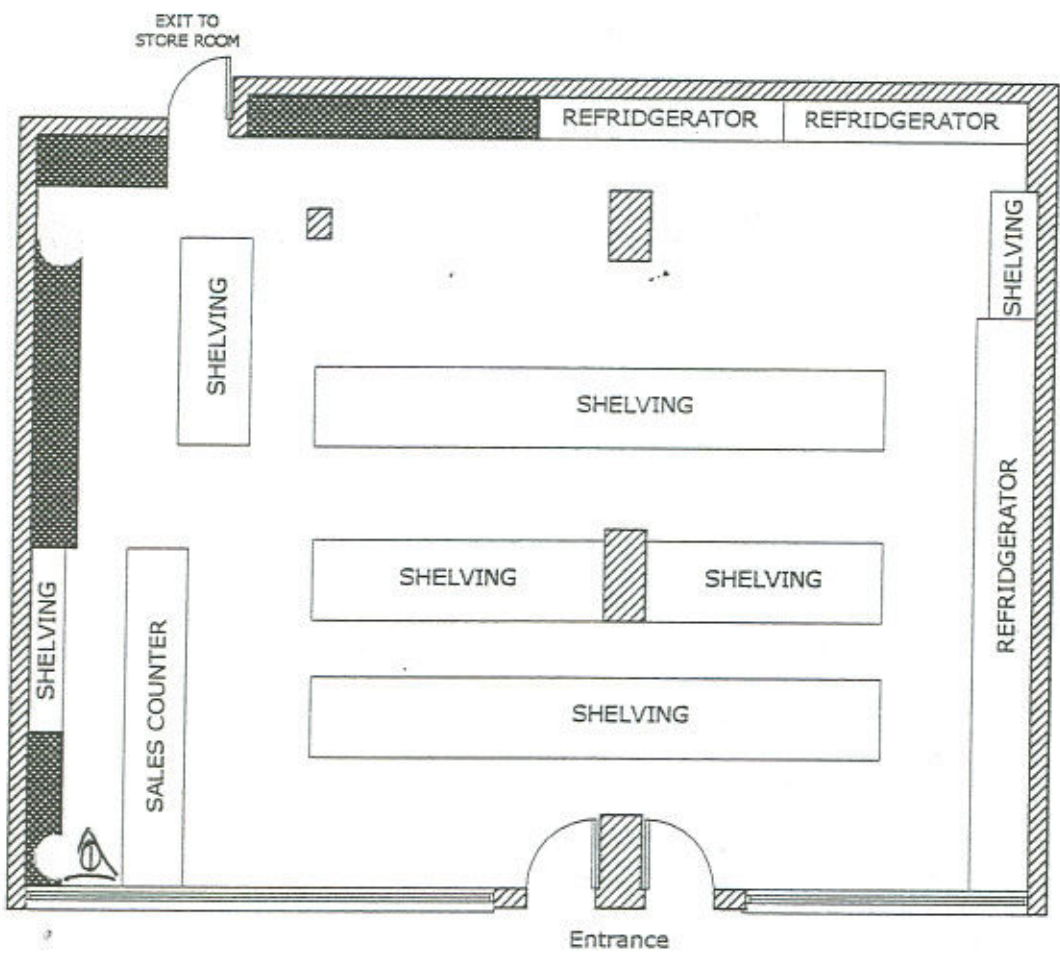 EXIT TO
STORE ROOM
REFRIDGERATOR
REFRIDGERATOR
SHELVING
SHELVING
SHELVING
REFRIDGERATOR
SHELVING
SHELVING
SHELVING
SALES COUNTER
SHELVING
Entrance